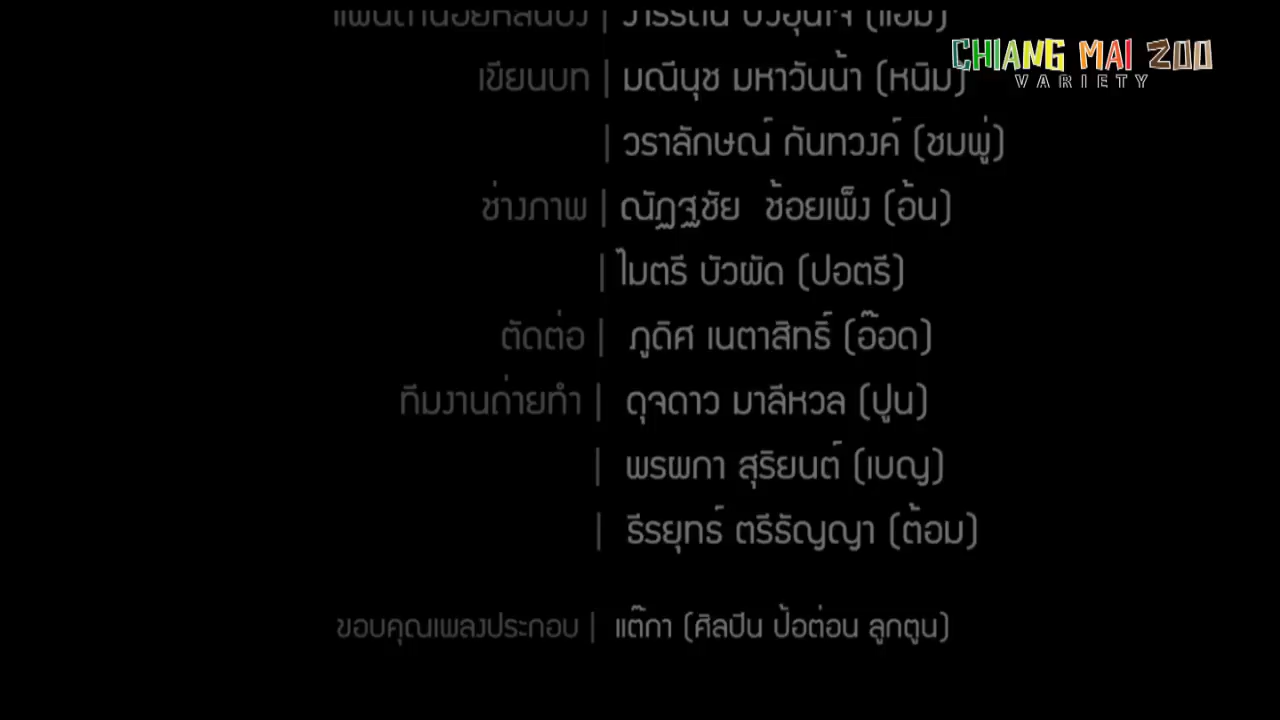 CHIANG MAI ZOO
VARIETY
เขียนบท | มณีนุช มหาวันน้ำ (หนิม)
| วราลักษณ์ กันทวงค์ (ชมพู่)
ช่างภาพ | ณัฏฐชัย ช้อยเพ็ง (อ้น)
| ไมตรี บัวผัด (ปอตรี)
ตัดต่อ | ภูดิศ เนตาสิทธิ์ (อ๊อด)
ทีมงานถ่ายทำ | ดุจดาว มาลีหวล (ปูน)
| พรผกา สุริยนต์ (เบญ)
| ธีรยุทธ์ ตรีธัญญา (ต้อม)
ขอบคุณเพลงประกอบ | แต๊กา (ศิลปิน ป้อต่อน ลูกตูน)